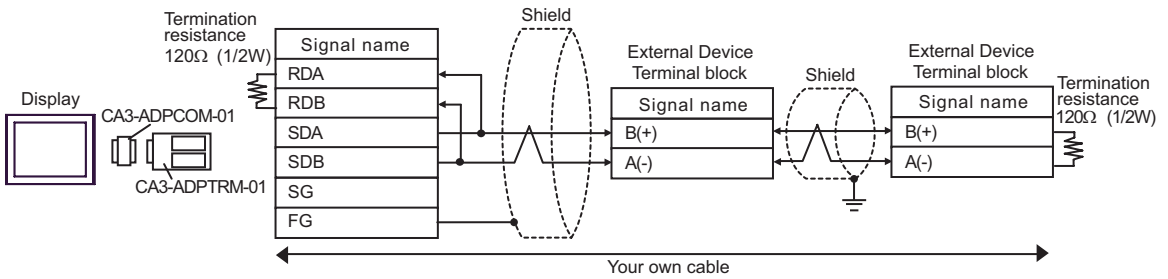 Display
CA3-ADPCOM-01
CA3-ADPTRM-01
Termination
resistance
120Ω (1/2W)
Signal name
RDA
RDB
SDA
SDB
SG
FG
Shield
External Device
Terminal block
Signal name
B(+)
A(-)
Shield
External Device
Terminal block
Signal name
B(+)
A(-)
Termination
resistance
120Ω (1/2W)
Your own cable